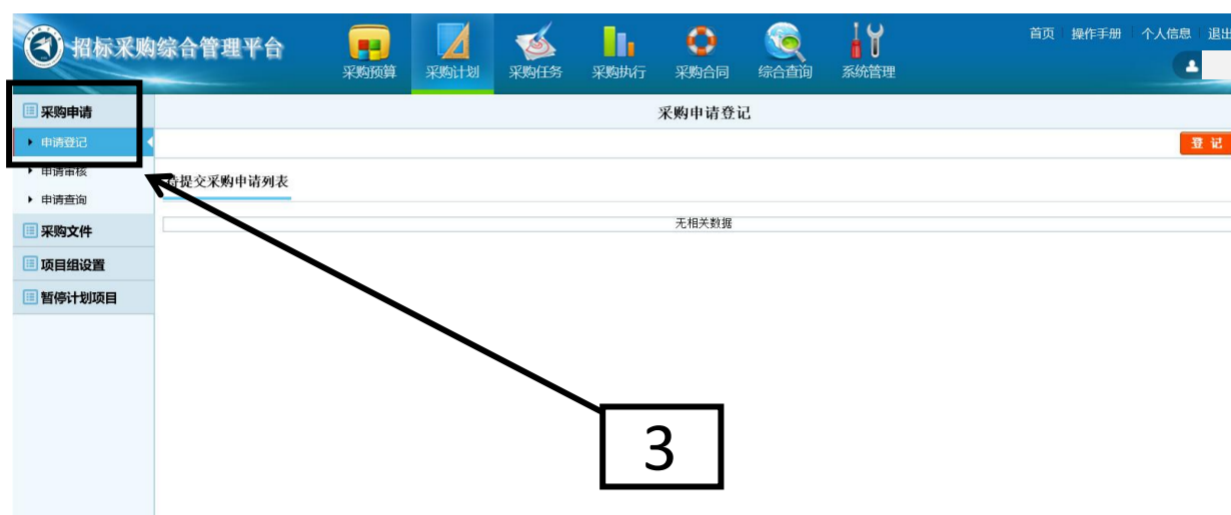 招标采购综合管理平台
采购预算 采购计划 采购任务 采购执行 采购合同 综合查询 系统管理
首页 操作手册 个人信息 退出
采购申请
采购申请登记
申请登记
登 记
申请审核
待提交采购申请列表
申请查询
无相关数据
采购文件
项目组设置
暂停计划项目
3